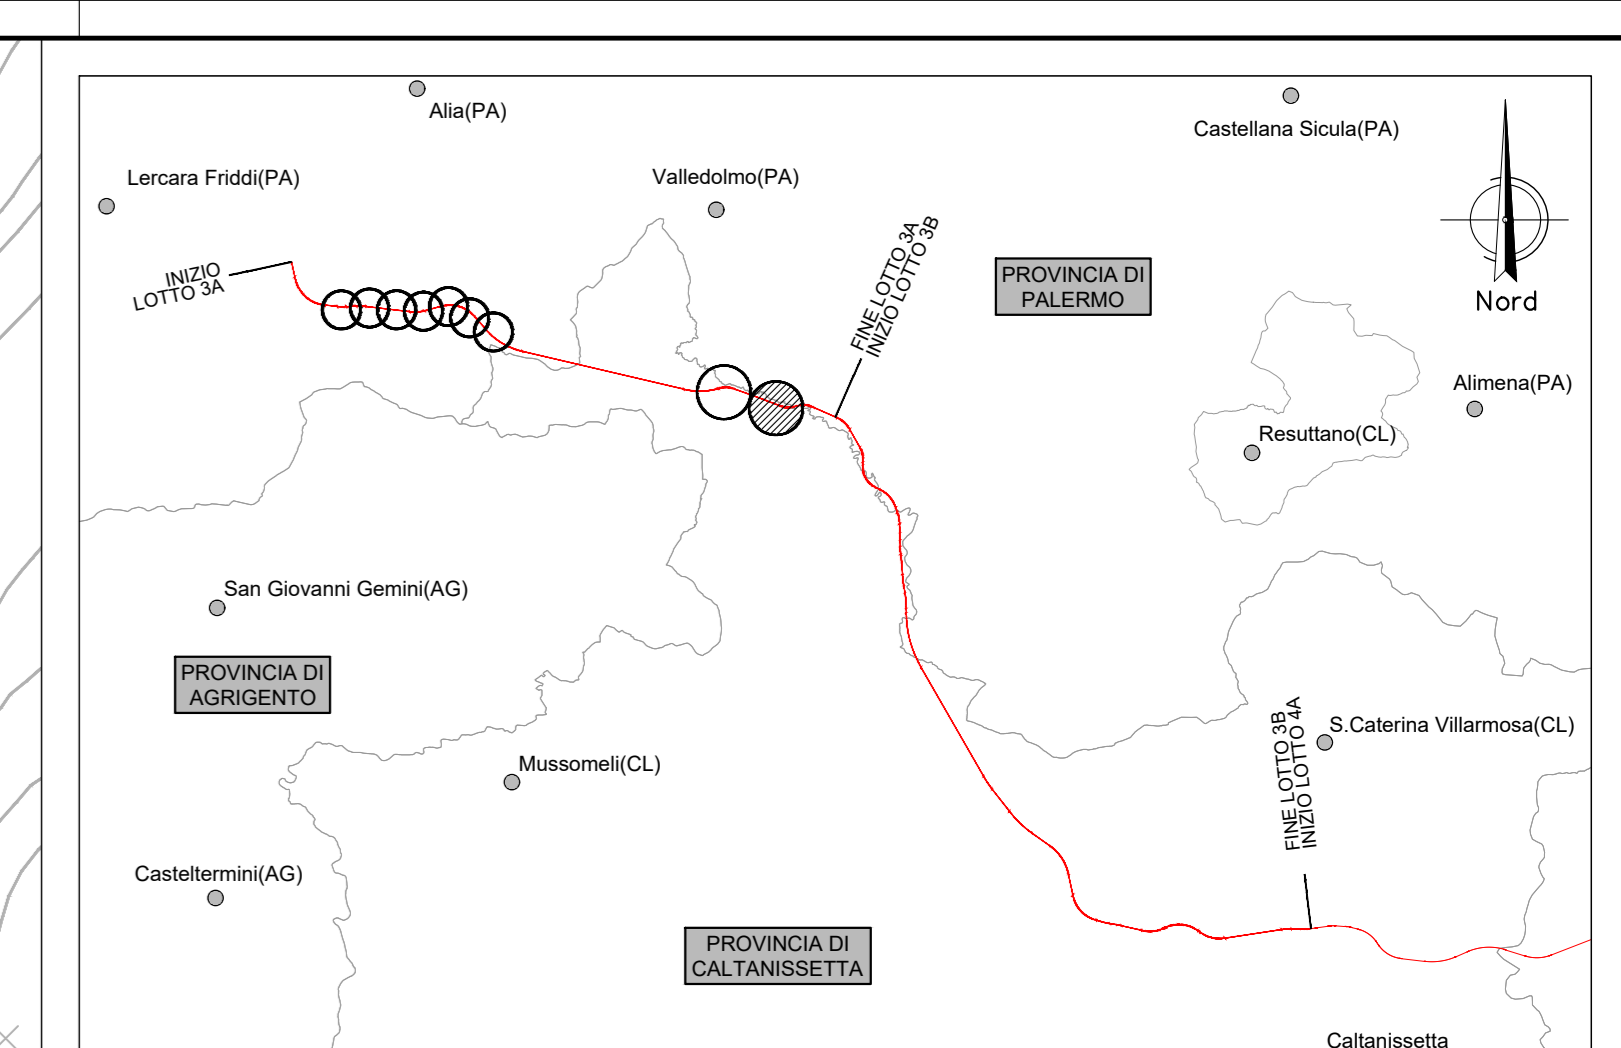 Alia(PA)
Castellana Sicula(PA)
Lercara Friddi(PA)
Valledolmo(PA)
INIZIO
LOTTO 3A
FINE LOTTO 3A
INIZIO LOTTO 3B
PROVINCIA DI
PALERMO
Nord
Alimena(PA)
Resuttano(CL)
San Giovanni Gemini(AG)
PROVINCIA DI
AGRIGENTO
FINE LOTTO 3B
INIZIO LOTTO 4A
S.Caterina Villarmosa(CL)
Mussomeli(CL)
Casteltermini(AG)
PROVINCIA DI
CALTANISSETTA
Caltanissetta